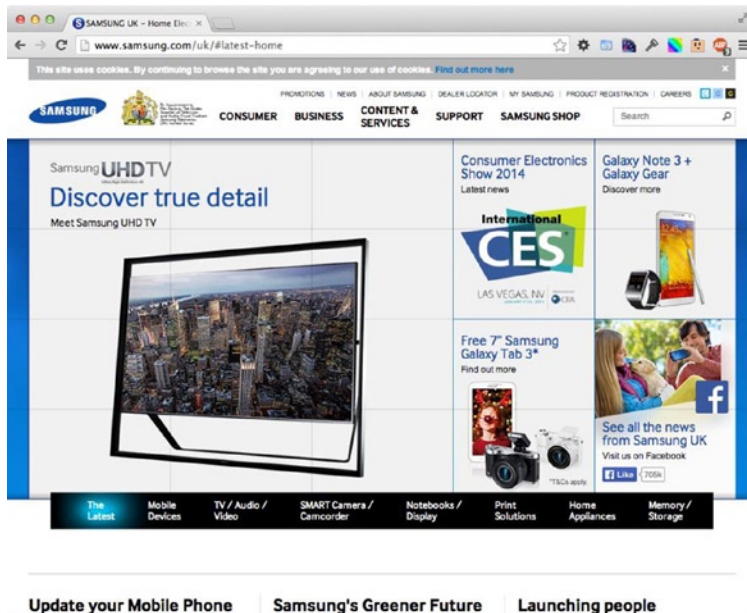 SAMSUNG UK - Home Elec
www.samsung.com/uk/#latest-home
This site uses cookies. By continuing to browse the site you are agreeing to our use of cookies. Find out more here
PROMOTIONS | NEWS | ABOUT SAMSUNG | DEALER LOCATOR | MY SAMSUNG | PRODUCT REGISTRATION | CAREERS
SAMSUNG
CONSUMER BUSINESS CONTENT & SERVICES SUPPORT SAMSUNG SHOP Search
Samsung UHD TV
Discover true detail
Meet Samsung UHD TV
Consumer Electronics
Show 2014
Latest news
International
CES
LAS VEGAS, NV
CEA
Galaxy Note 3 +
Galaxy Gear
Discover more
Free 7" Samsung
Galaxy Tab 3*
Find out more
*T&Cs apply.
See all the news
from Samsung UK
Visit us on Facebook
Like 705k
The Latest
Mobile Devices
TV / Audio / Video
SMART Camera / Camcorder
Notebooks / Display
Print Solutions
Home Appliances
Memory / Storage
Update your Mobile Phone
Samsung's Greener Future
Launching people